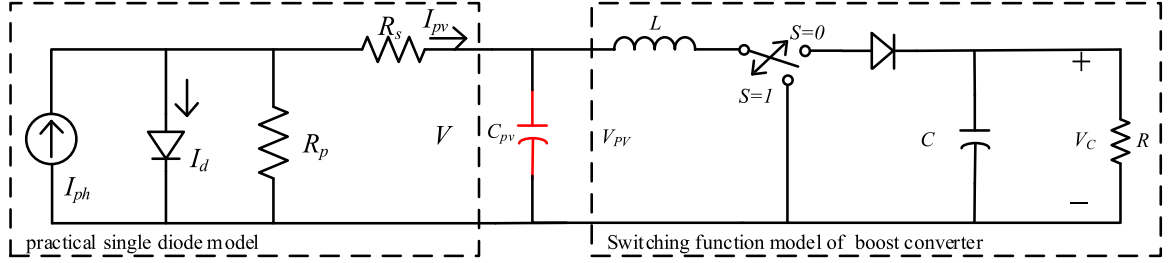 R_s
I_pv
L
S=0
S=1
I_ph
I_d
R_p
V
C_pv
V_PV
C
+
V_C
−
R
practical single diode model
Switching function model of boost converter